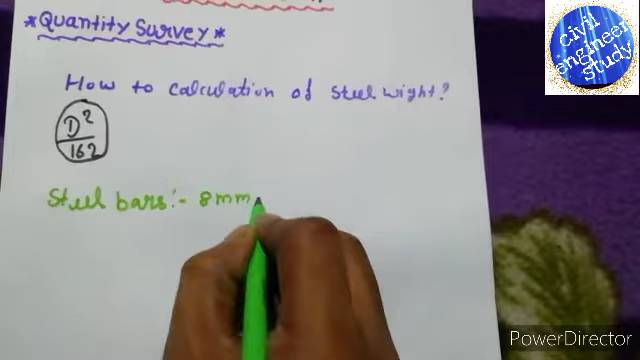 *Quantity Survey*
civil
engineer
study
How to calculation of steel wight?
D²
162
Steel bars:- 8mm
PowerDirector